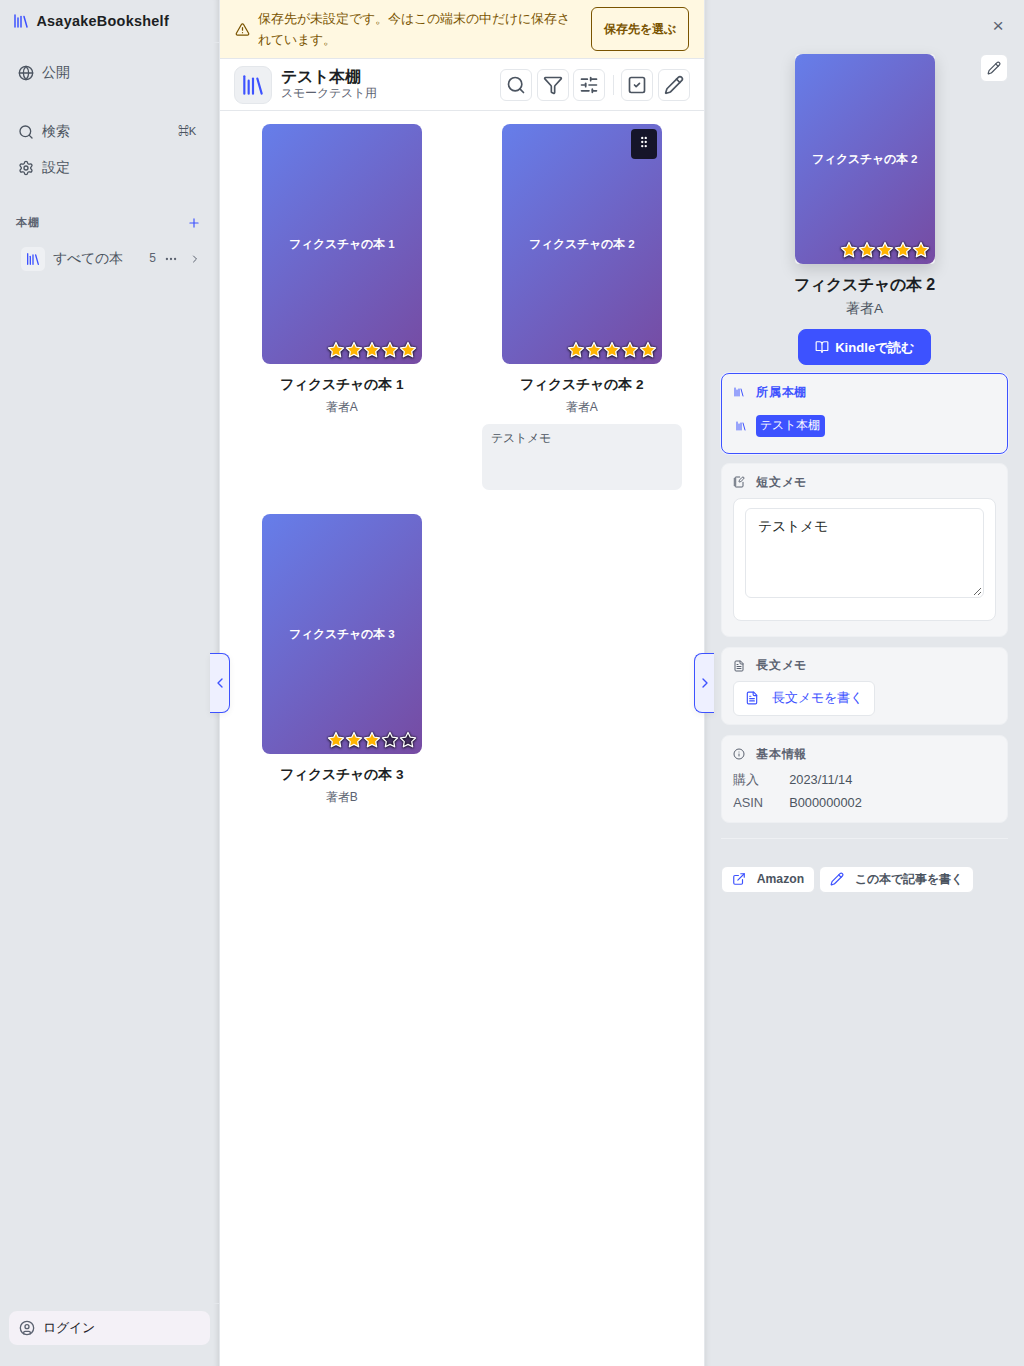 AsayakeBookshelf
公開
検索 ⌘K
設定
本棚
すべての本 5
ログイン
保存先が未設定です。今はこの端末の中だけに保存さ
れています。
保存先を選ぶ
テスト本棚
スモークテスト用
フィクスチャの本 1
フィクスチャの本 1
著者A
フィクスチャの本 2
フィクスチャの本 2
著者A
テストメモ
フィクスチャの本 3
フィクスチャの本 3
著者B
フィクスチャの本 2
フィクスチャの本 2
著者A
Kindleで読む
所属本棚
テスト本棚
短文メモ
テストメモ
長文メモ
長文メモを書く
基本情報
購入 2023/11/14
ASIN B000000002
Amazon
この本で記事を書く